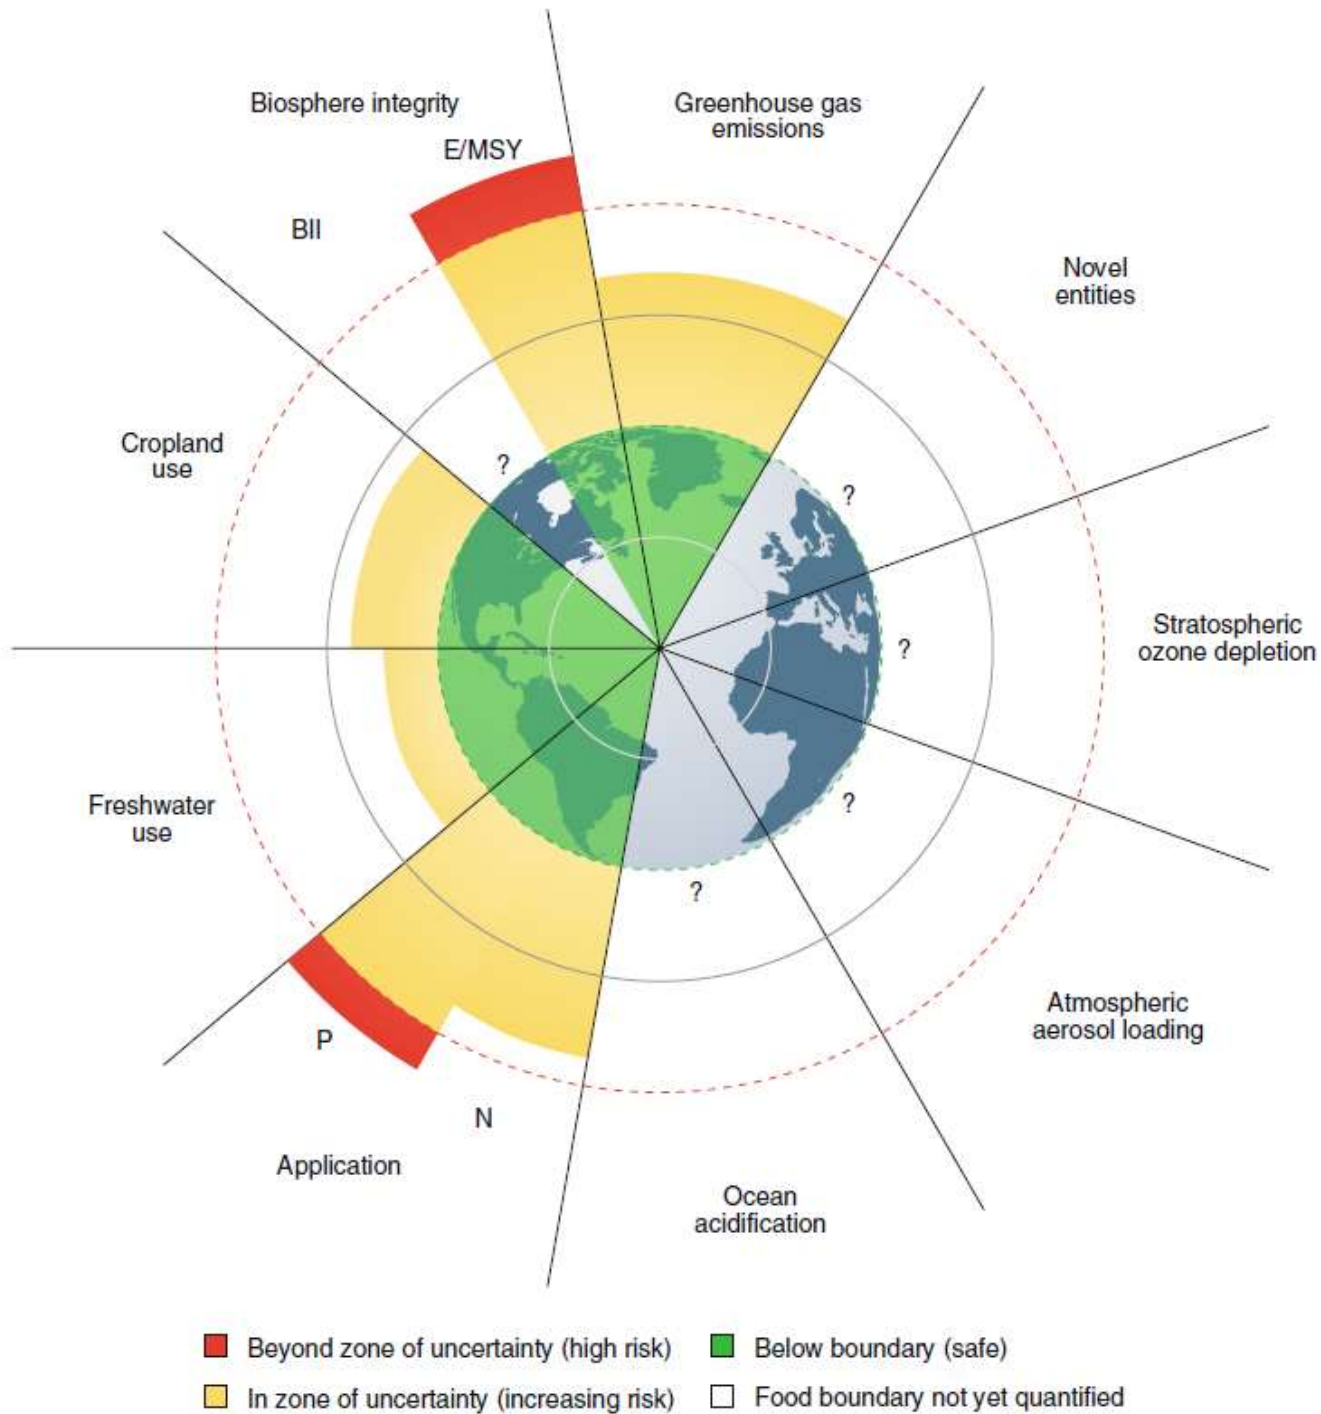 Biosphere integrity
Greenhouse gas
emissions
E/MSY
BII
Novel
entities
Cropland
use
?
?
Stratospheric
ozone depletion
?
Freshwater
use
?
?
Atmospheric
aerosol loading
P
N
Application
Ocean
acidification
Beyond zone of uncertainty (high risk)
Below boundary (safe)
In zone of uncertainty (increasing risk)
Food boundary not yet quantified